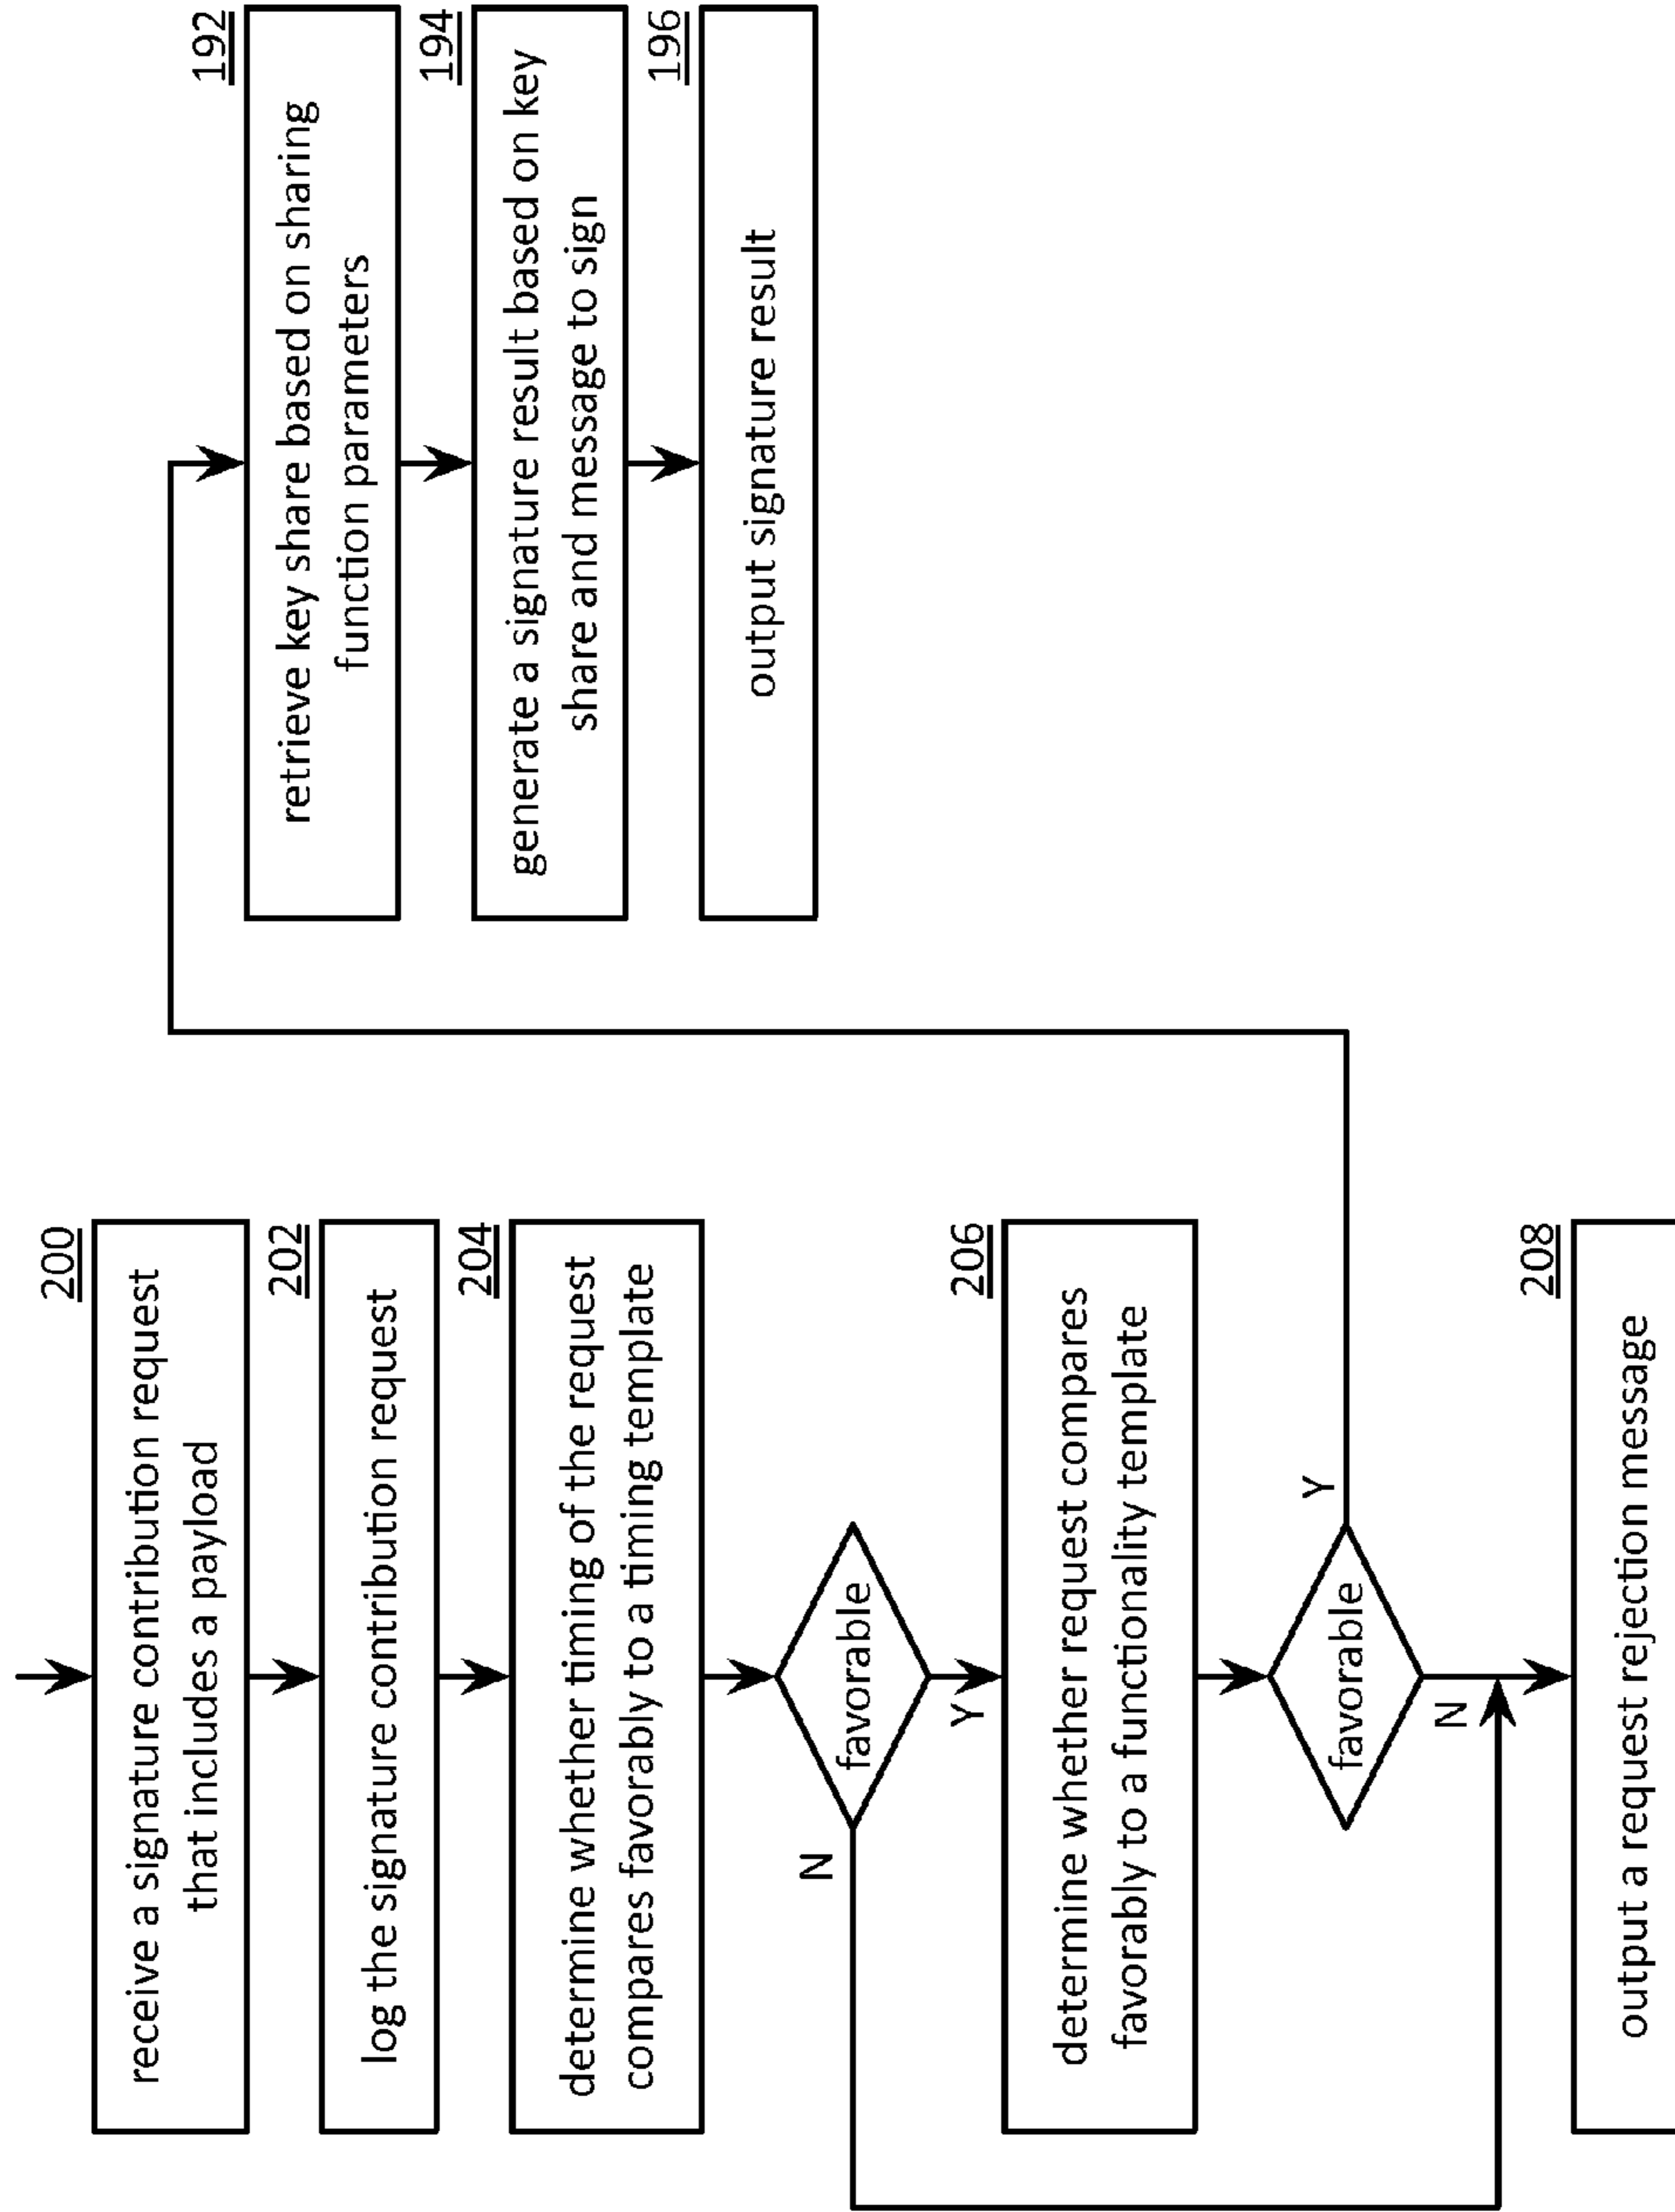 200
receive a signature contribution request
that includes a payload
202
log the signature contribution request
204
determine whether timing of the request
compares favorably to a timing template
favorable
N
Y
206
determine whether request compares
favorably to a functionality template
favorable
Y
N
208
output a request rejection message
192
retrieve key share based on sharing
function parameters
194
generate a signature result based on key
share and message to sign
196
output signature result